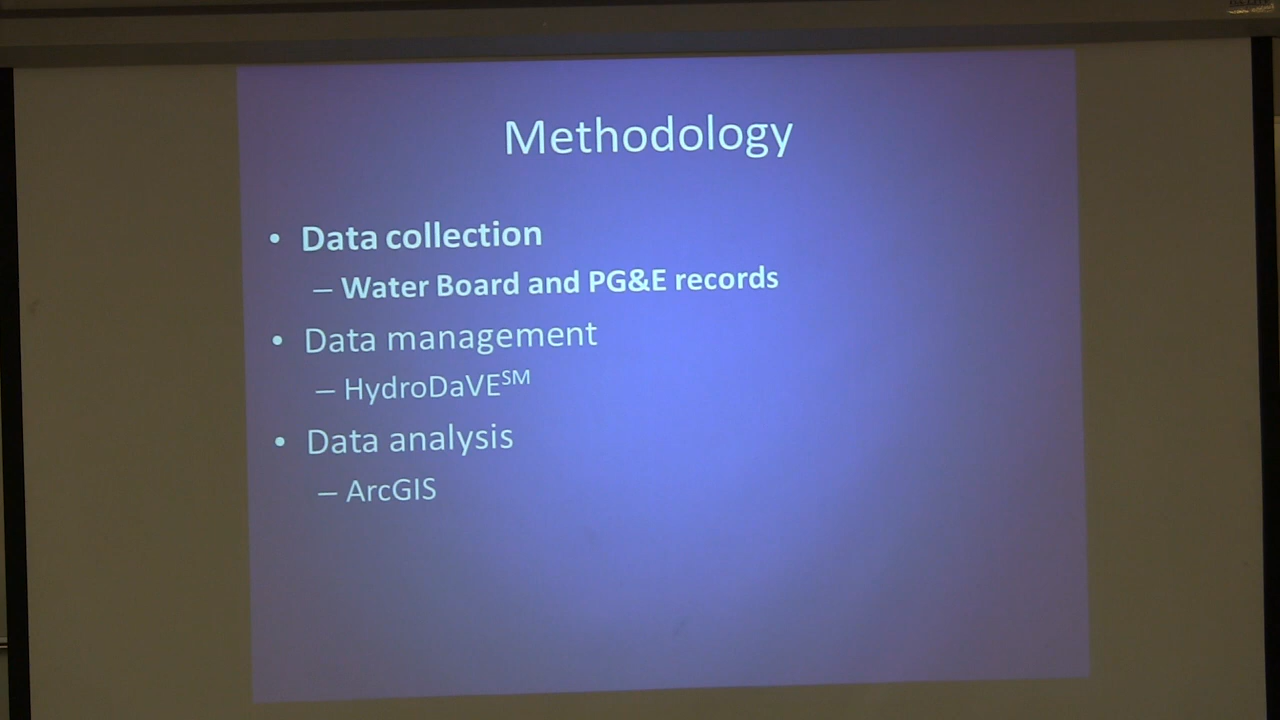 Methodology
• Data collection
– Water Board and PG&E records
• Data management
– HydroDaVE℠
• Data analysis
– ArcGIS